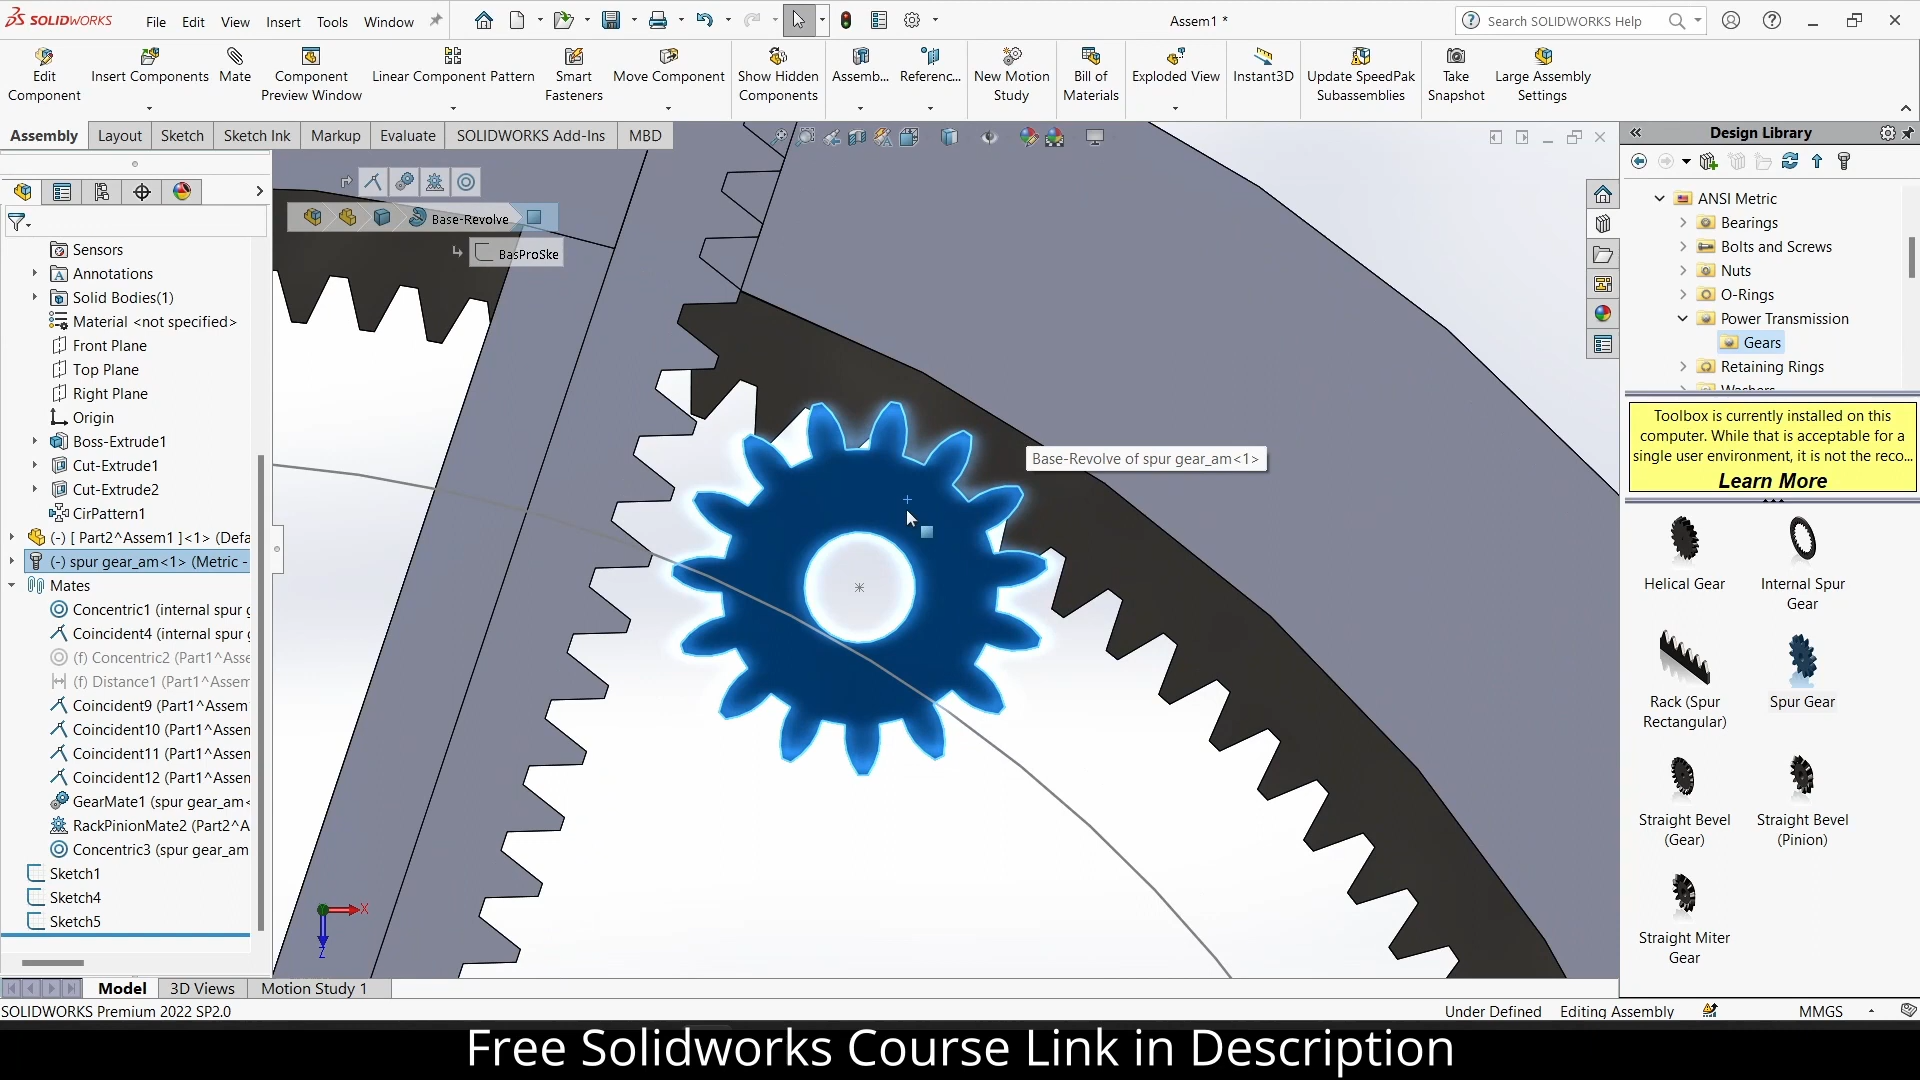 SOLIDWORKS
File
Edit
View
Insert
Tools
Window
Assem1 *
Search SOLIDWORKS Help
Edit
Component
Insert Components
Mate
Component
Preview Window
Linear Component Pattern
Smart
Fasteners
Move Component
Show Hidden
Components
Assemb...
Referenc...
New Motion
Study
Bill of
Materials
Exploded View
Instant3D
Update SpeedPak
Subassemblies
Take
Snapshot
Large Assembly
Settings
Assembly
Layout
Sketch
Sketch Ink
Markup
Evaluate
SOLIDWORKS Add-Ins
MBD
Sensors
Annotations
Solid Bodies(1)
Material <not specified>
Front Plane
Top Plane
Right Plane
Origin
Boss-Extrude1
Cut-Extrude1
Cut-Extrude2
CirPattern1
(-) [ Part2^Assem1 ]<1> (Defa
(-) spur gear_am<1> (Metric -
Mates
Concentric1 (internal spur g
Coincident4 (internal spur g
(f) Concentric2 (Part1^Asse
(f) Distance1 (Part1^Assem
Coincident9 (Part1^Assem
Coincident10 (Part1^Assen
Coincident11 (Part1^Assen
Coincident12 (Part1^Assen
GearMate1 (spur gear_am<
RackPinionMate2 (Part2^A
Concentric3 (spur gear_am
Sketch1
Sketch4
Sketch5
Base-Revolve
BasProSke
Base-Revolve of spur gear_am<1>
X
Z
Design Library
ANSI Metric
Bearings
Bolts and Screws
Nuts
O-Rings
Power Transmission
Gears
Retaining Rings
Washers
Toolbox is currently installed on this
computer. While that is acceptable for a
single user environment, it is not the reco...
Learn More
Helical Gear
Internal Spur
Gear
Rack (Spur
Rectangular)
Spur Gear
Straight Bevel
(Gear)
Straight Bevel
(Pinion)
Straight Miter
Gear
Model
3D Views
Motion Study 1
SOLIDWORKS Premium 2022 SP2.0
Under Defined
Editing Assembly
MMGS
Free Solidworks Course Link in Description